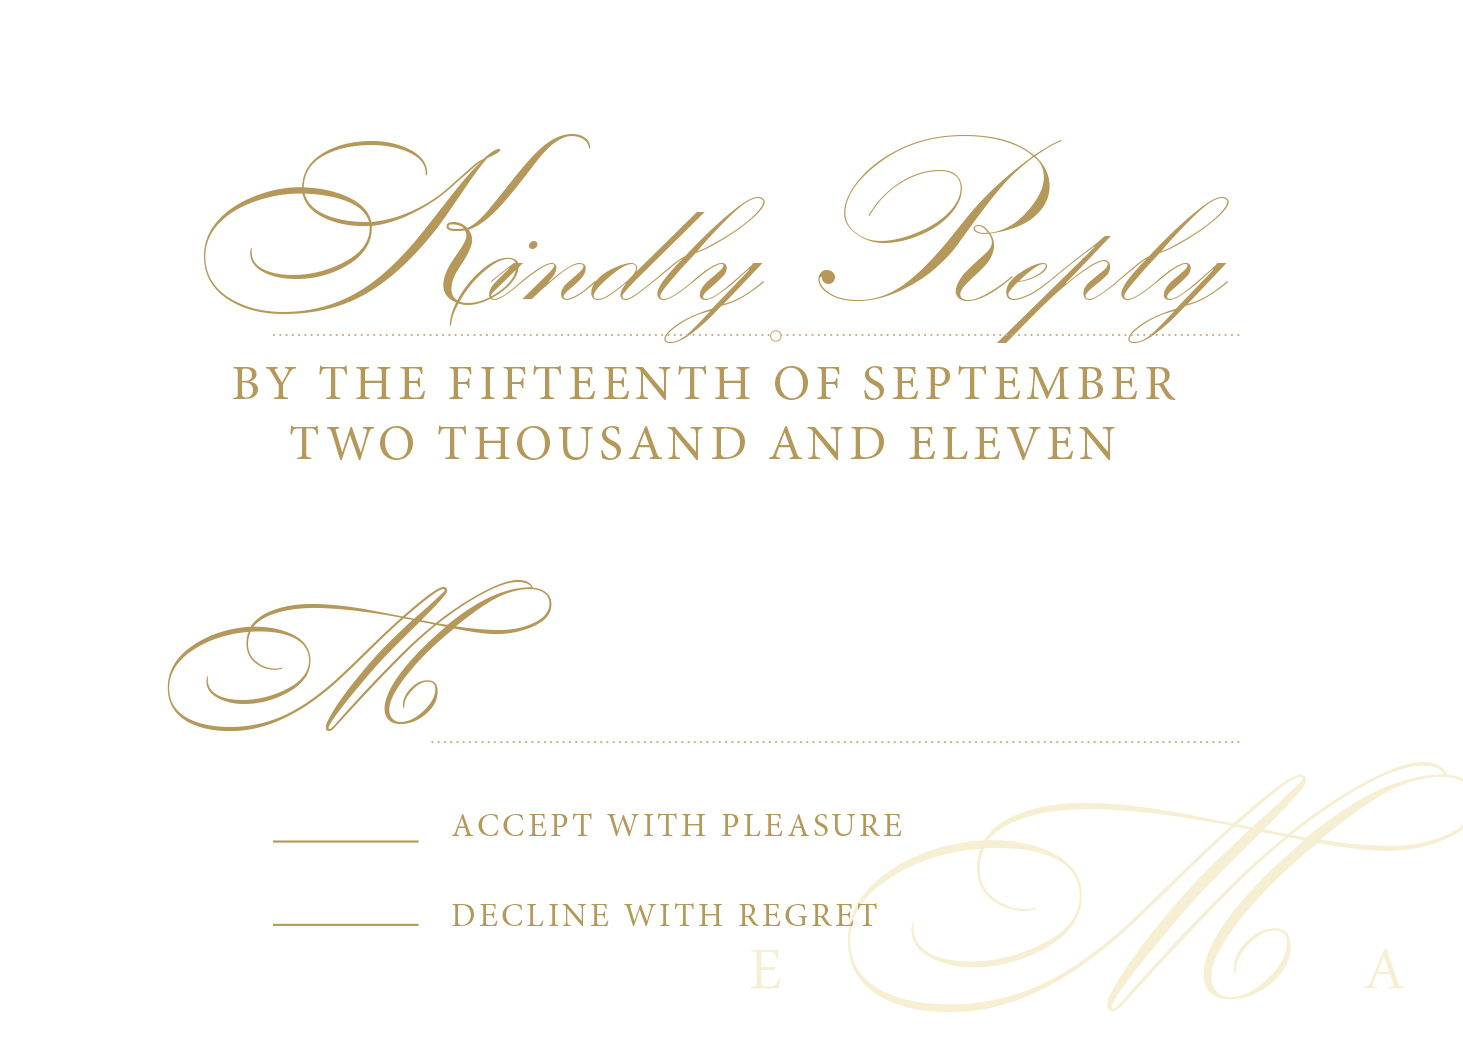 Kindly Reply
BY THE FIFTEENTH OF SEPTEMBER
TWO THOUSAND AND ELEVEN
M
ACCEPT WITH PLEASURE
DECLINE WITH REGRET
E M A